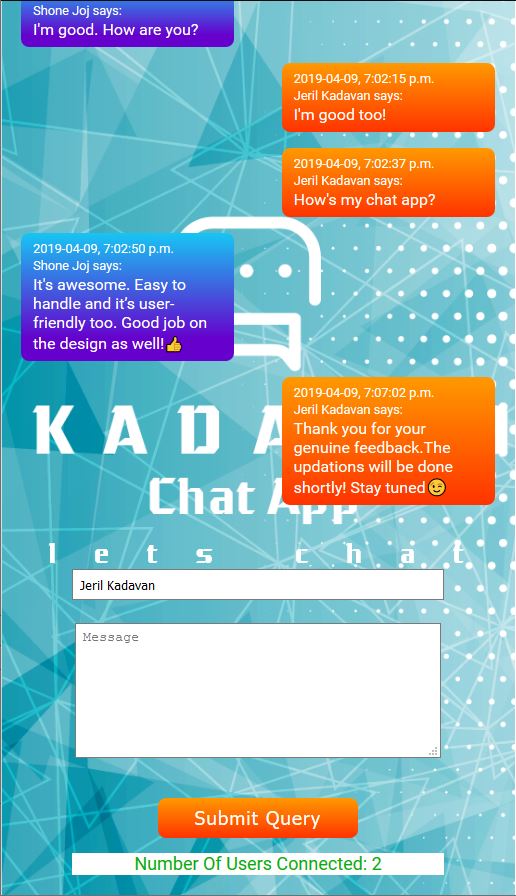 Shone Joj says:
I'm good. How are you?
2019-04-09, 7:02:15 p.m.
Jeril Kadavan says:
I'm good too!
2019-04-09, 7:02:37 p.m.
Jeril Kadavan says:
How's my chat app?
2019-04-09, 7:02:50 p.m.
Shone Joj says:
It's awesome. Easy to
handle and it’s user-
friendly too. Good job on
the design as well!👍
2019-04-09, 7:07:02 p.m.
Jeril Kadavan says:
Thank you for your
genuine feedback.The
updations will be done
shortly! Stay tuned😉
K A D A
Chat App
lets chat
Jeril Kadavan
Message
Submit Query
Number Of Users Connected: 2